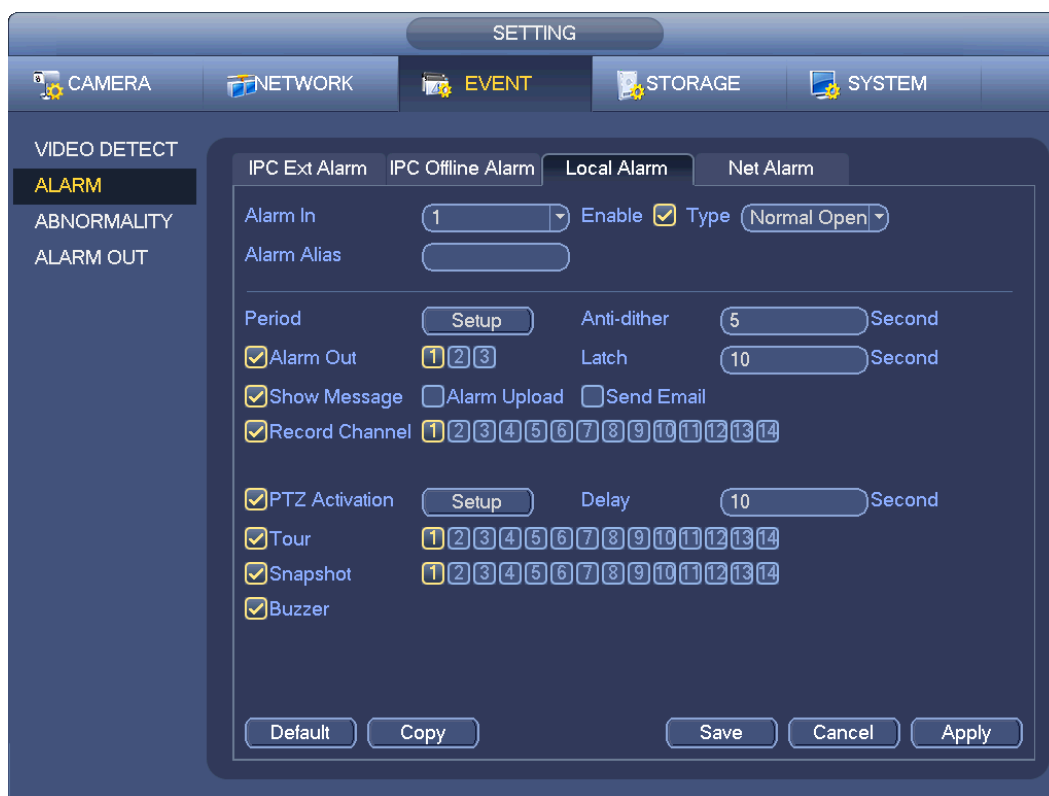 SETTING
CAMERA NETWORK EVENT STORAGE SYSTEM
VIDEO DETECT
ALARM
ABNORMALITY
ALARM OUT
IPC Ext Alarm IPC Offline Alarm Local Alarm Net Alarm
Alarm In 1 Enable Type Normal Open
Alarm Alias
Period Setup Anti-dither 5 Second
Alarm Out 1 2 3 Latch 10 Second
Show Message Alarm Upload Send Email
Record Channel 1 2 3 4 5 6 7 8 9 10 11 12 13 14
PTZ Activation Setup Delay 10 Second
Tour 1 2 3 4 5 6 7 8 9 10 11 12 13 14
Snapshot 1 2 3 4 5 6 7 8 9 10 11 12 13 14
Buzzer
Default Copy Save Cancel Apply